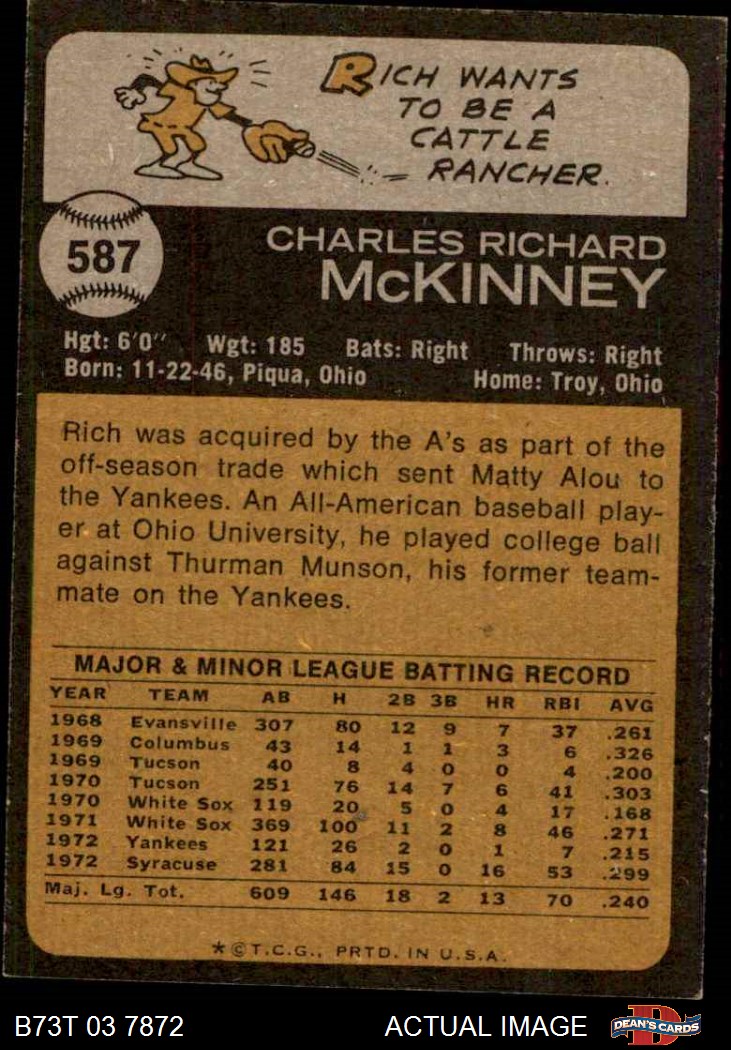 RICH WANTS
TO BE A
CATTLE
RANCHER.
587
CHARLES RICHARD
McKINNEY
Hgt: 6'0" Wgt: 185 Bats: Right Throws: Right
Born: 11-22-46, Piqua, Ohio Home: Troy, Ohio
Rich was acquired by the A's as part of the
off-season trade which sent Matty Alou to
the Yankees. An All-American baseball play-
er at Ohio University, he played college ball
against Thurman Munson, his former team-
mate on the Yankees.
MAJOR & MINOR LEAGUE BATTING RECORD
YEAR TEAM AB H 2B 3B HR RBI AVG
1968 Evansville 307 80 12 9 7 37 .261
1969 Columbus 43 14 1 1 3 6 .326
1969 Tucson 40 8 4 0 0 4 .200
1970 Tucson 251 76 14 7 6 41 .303
1970 White Sox 119 20 5 0 4 17 .168
1971 White Sox 369 100 11 2 8 46 .271
1972 Yankees 121 26 2 0 1 7 .215
1972 Syracuse 281 84 15 0 16 53 .299
Maj. Lg. Tot. 609 146 18 2 13 70 .240
*©T.C.G., PRTD. IN U.S.A.
B73T 03 7872 ACTUAL IMAGE DEAN'S CARDS